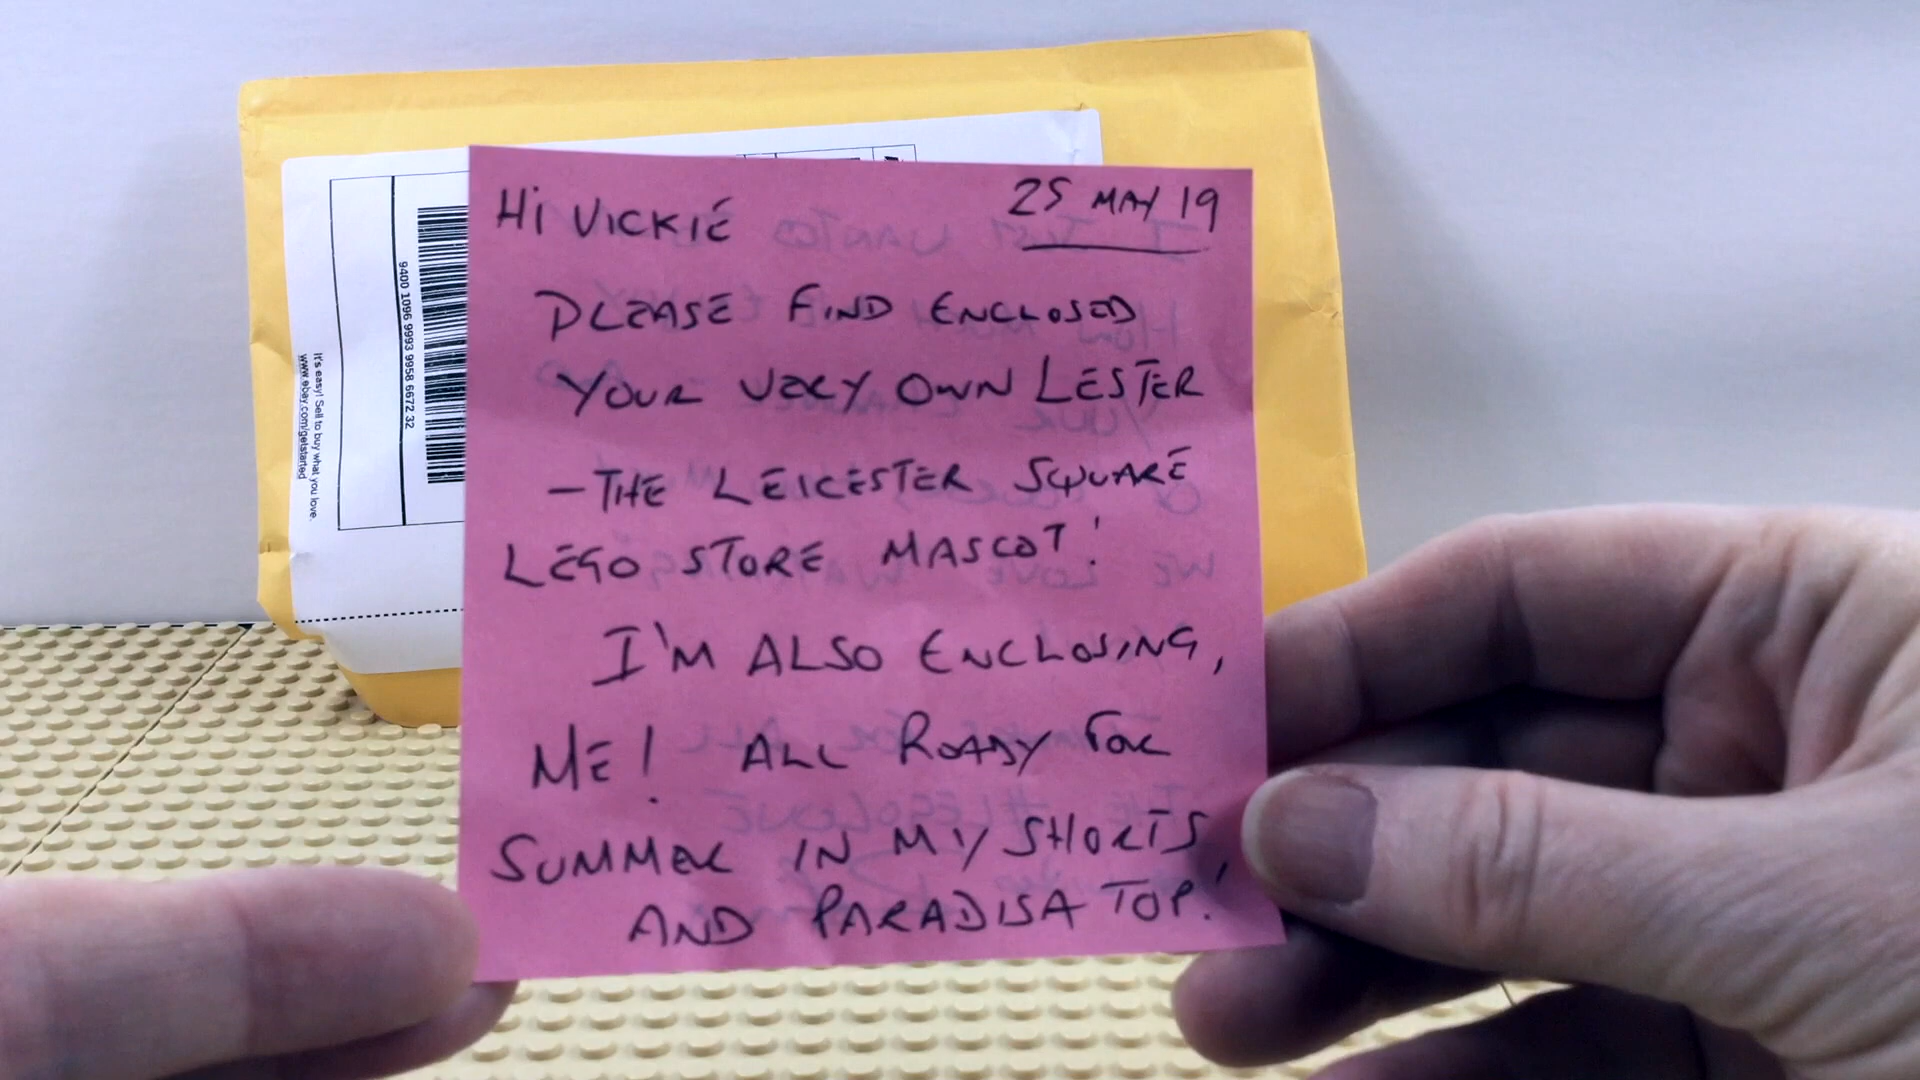 Hi VICKIE
25 MAY 19
PLEASE FIND ENCLOSED
YOUR VERY OWN LESTER
- THE LEICESTER SQUARE
LEGO STORE MASCOT!
I'M ALSO ENCLOSING,
ME! ALL READY FOR
SUMMER IN MY SHORTS,
AND PARADISA TOP!
9400 1096 9993 9958 6672 32
It's easy! Sell to buy what you love.
www.ebay.com/getstarted